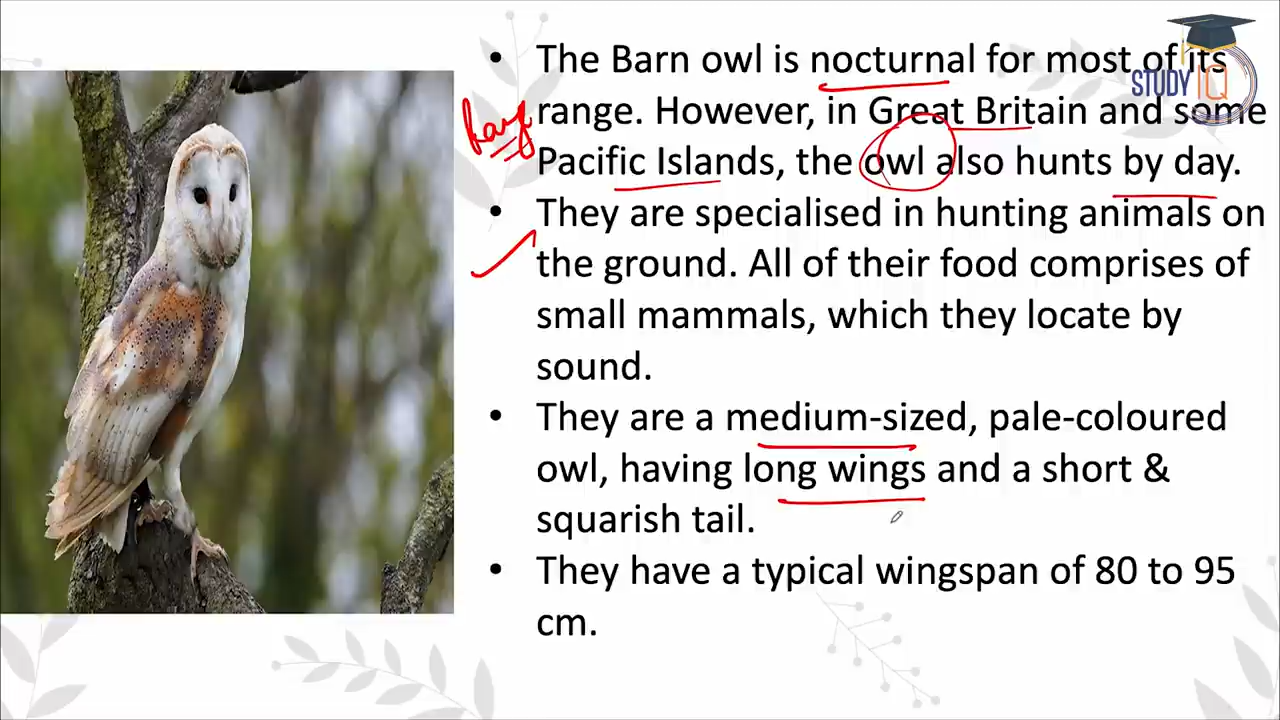 • The Barn owl is nocturnal for most of its
range. However, in Great Britain and some
Pacific Islands, the owl also hunts by day.
• They are specialised in hunting animals on
the ground. All of their food comprises of
small mammals, which they locate by
sound.
• They are a medium-sized, pale-coloured
owl, having long wings and a short &
squarish tail.
• They have a typical wingspan of 80 to 95
cm.
STUDY IQ